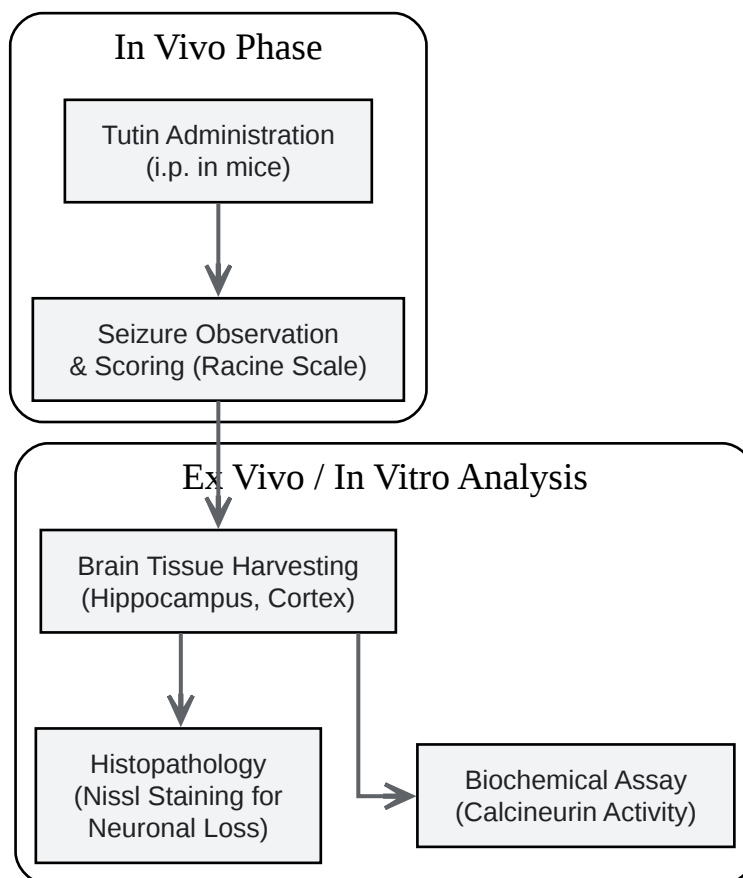 In Vivo Phase
Tutin Administration
(i.p. in mice)
Seizure Observation
& Scoring (Racine Scale)
Ex Vivo / In Vitro Analysis
Brain Tissue Harvesting
(Hippocampus, Cortex)
Histopathology
(Nissl Staining for
Neuronal Loss)
Biochemical Assay
(Calcineurin Activity)